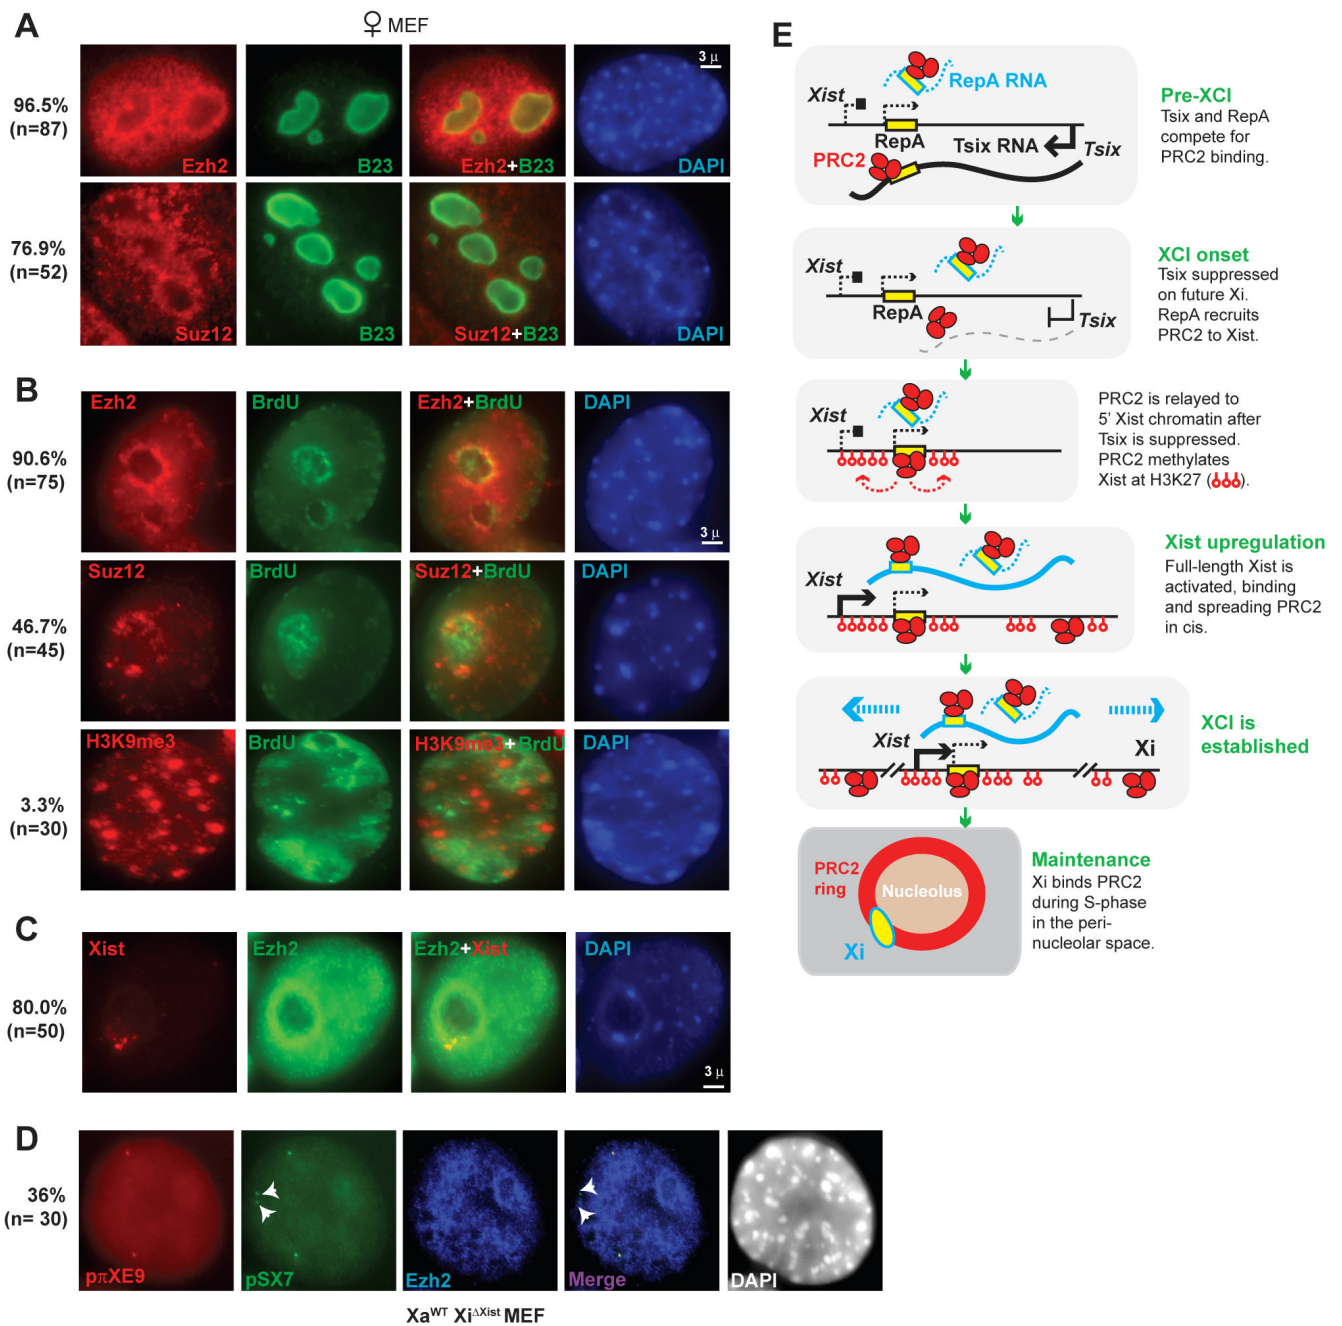 A
♀ MEF
96.5%
(n=87)
Ezh2
B23
Ezh2+B23
3 μ
DAPI
76.9%
(n=52)
Suz12
B23
Suz12+B23
DAPI
B
90.6%
(n=75)
Ezh2
BrdU
Ezh2+BrdU
DAPI
3 μ
46.7%
(n=45)
Suz12
BrdU
Suz12+BrdU
DAPI
3.3%
(n=30)
H3K9me3
BrdU
H3K9me3+BrdU
DAPI
C
80.0%
(n=50)
Xist
Ezh2
Ezh2+Xist
DAPI
3 μ
D
36%
(n= 30)
pπXE9
pSX7
Ezh2
Merge
DAPI
Xa^WT Xi^ΔXist MEF
E
RepA RNA
Xist
RepA
Tsix RNA
Tsix
PRC2
Pre-XCI
Tsix and RepA
compete for
PRC2 binding.
Xist
RepA
Tsix
XCI onset
Tsix suppressed
on future Xi.
RepA recruits
PRC2 to Xist.
Xist
PRC2 is relayed to
5' Xist chromatin after
Tsix is suppressed.
PRC2 methylates
Xist at H3K27 ( ).
Xist
Xist upregulation
Full-length Xist is
activated, binding
and spreading PRC2
in cis.
Xist
Xi
XCI is
established
PRC2
ring
Nucleolus
Xi
Maintenance
Xi binds PRC2
during S-phase
in the peri-
nucleolar space.